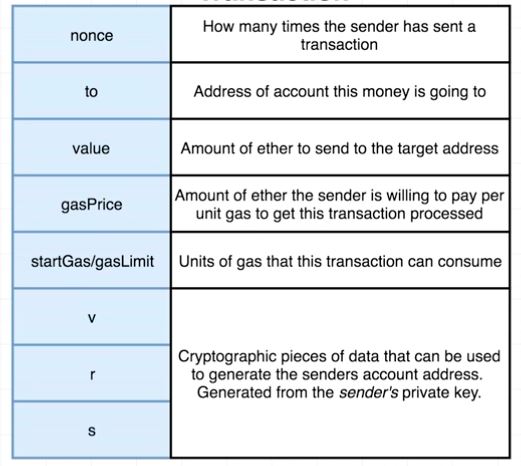 nonce
How many times the sender has sent a
transaction
to
Address of account this money is going to
value
Amount of ether to send to the target address
gasPrice
Amount of ether the sender is willing to pay per
unit gas to get this transaction processed
startGas/gasLimit
Units of gas that this transaction can consume
v
r
s
Cryptographic pieces of data that can be used
to generate the senders account address.
Generated from the sender's private key.